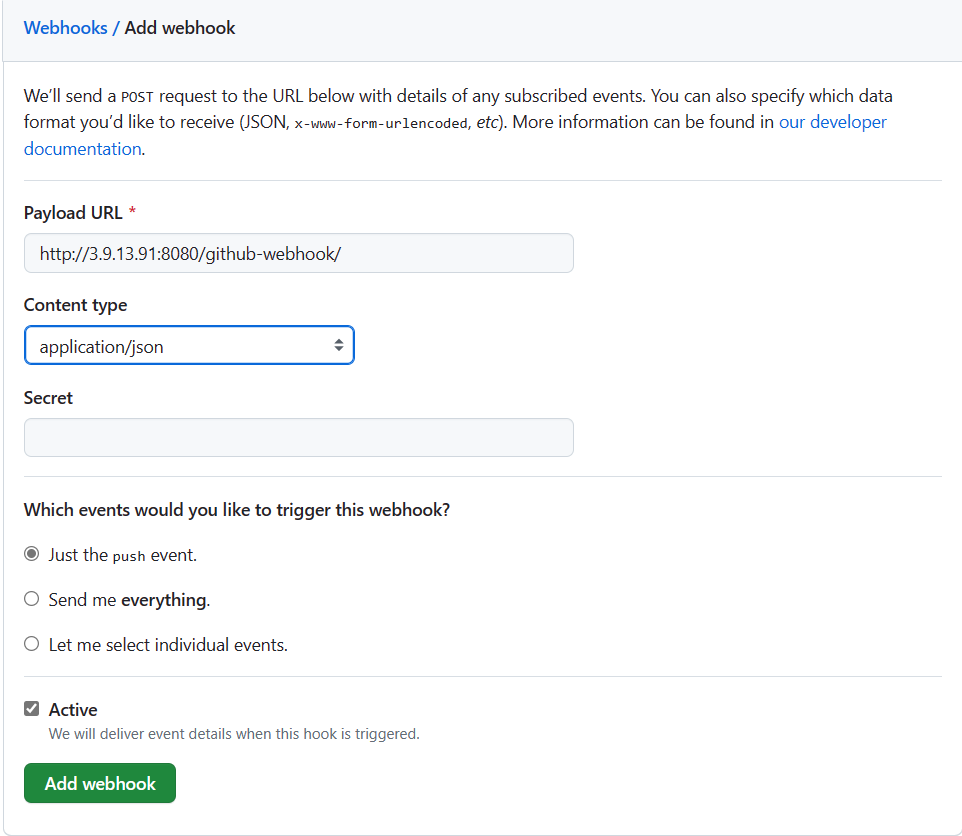 Webhooks / Add webhook
We’ll send a POST request to the URL below with details of any subscribed events. You can also specify which data
format you’d like to receive (JSON, x-www-form-urlencoded, etc). More information can be found in our developer
documentation.
Payload URL *
http://3.9.13.91:8080/github-webhook/
Content type
application/json
Secret
Which events would you like to trigger this webhook?
Just the push event.
Send me everything.
Let me select individual events.
Active
We will deliver event details when this hook is triggered.
Add webhook